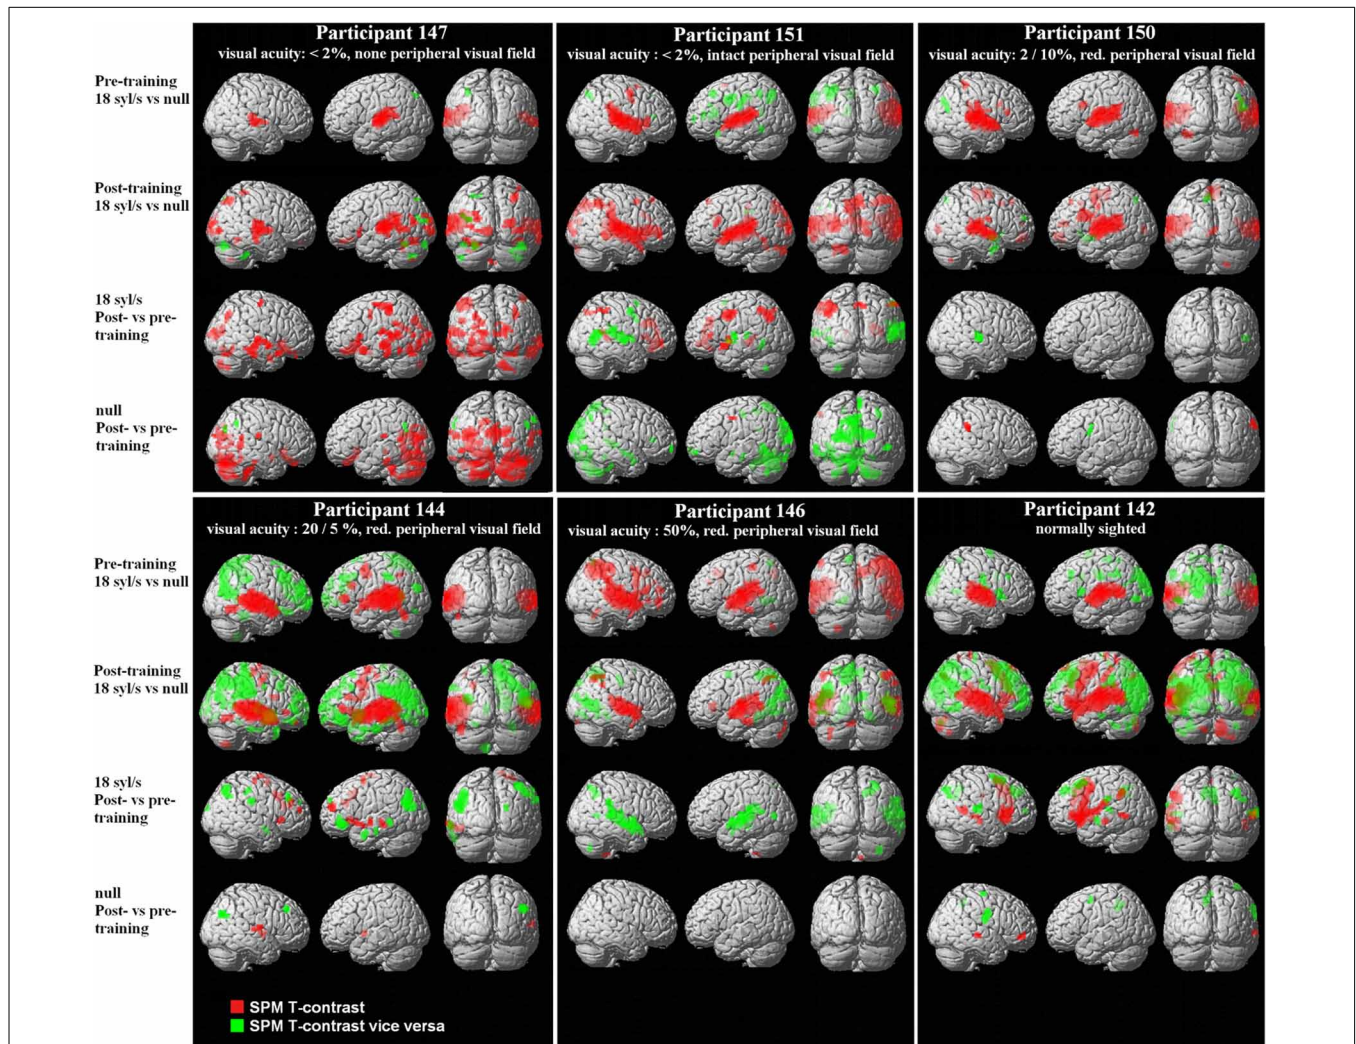 Participant 147
visual acuity: < 2%, none peripheral visual field
Participant 151
visual acuity : < 2%, intact peripheral visual field
Participant 150
visual acuity: 2 / 10%, red. peripheral visual field
Pre-training
18 syl/s vs null
Post-training
18 syl/s vs null
18 syl/s
Post- vs pre-
training
null
Post- vs pre-
training
Participant 144
visual acuity : 20 / 5 %, red. peripheral visual field
Participant 146
visual acuity : 50%, red. peripheral visual field
Participant 142
normally sighted
Pre-training
18 syl/s vs null
Post-training
18 syl/s vs null
18 syl/s
Post- vs pre-
training
null
Post- vs pre-
training
SPM T-contrast
SPM T-contrast vice versa